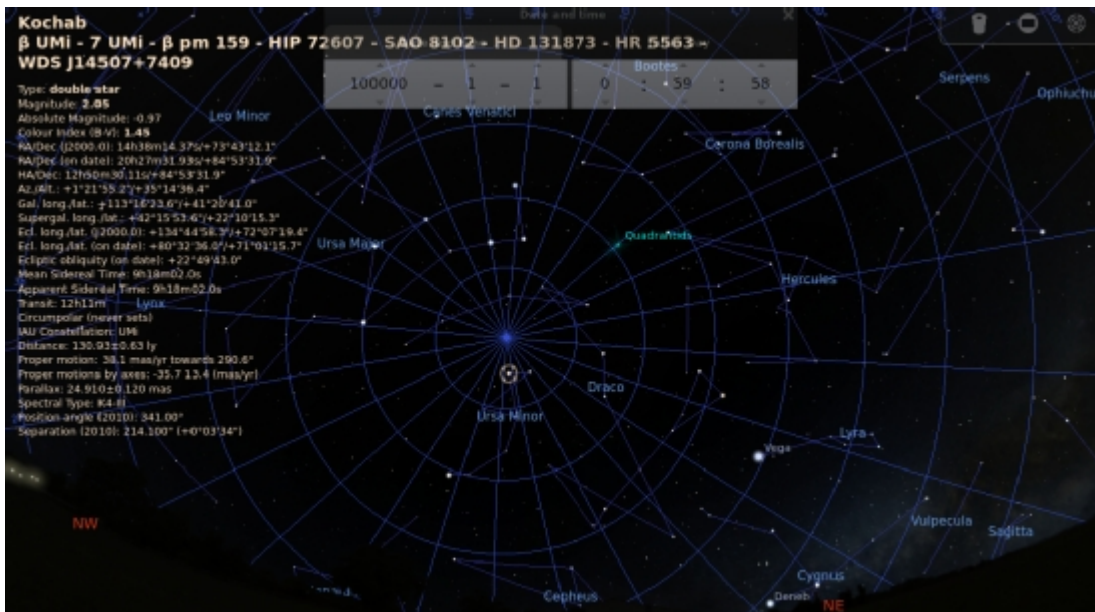 Kochab
β UMi - 7 UMi - β pm 159 - HIP 72607 - SAO 8102 - HD 131873 - HR 5563 -
WDS J14507+7409
Type: double star
Magnitude: 2.05
Absolute Magnitude: -0.97
Colour Index (B-V): 1.45
RA/Dec (J2000.0): 14h38m14.37s/+73°43'12.1"
RA/Dec (on date): 20h27m31.93s/+84°53'31.9"
HA/Dec: 12h50m30.11s/+84°53'31.9"
Az./Alt.: +1°21'55.2"/+35°14'36.4"
Gal. long./lat.: +113°16'23.6"/+41°20'41.0"
Supergal. long./lat.: +42°15'53.6"/+22°10'15.3"
Ecl. long./lat. (J2000.0): +134°44'58.3"/+72°07'19.4"
Ecl. long./lat. (on date): +80°32'36.0"/+71°01'15.7"
Ecliptic obliquity (on date): +22°49'43.0"
Mean Sidereal Time: 9h18m02.0s
Apparent Sidereal Time: 9h18m02.0s
Transit: 12h11m
Circumpolar (never sets)
IAU Constellation: UMi
Distance: 130.93±0.63 ly
Proper motion: 38.1 mas/yr towards 290.6°
Proper motions by axes: -35.7 13.4 (mas/yr)
Parallax: 24.910±0.120 mas
Spectral Type: K4-III
Position angle (2010): 341.00°
Separation (2010): 214.100" (+0°03'34")
Date and time
100000 - 1 - 1 0 : 59 : 58
Bootes
Serpens
Ophiuchu
Leo Minor
Canes Venatici
Corona Borealis
Ursa Major
Quadrantids
Hercules
Lynx
Draco
Ursa Minor
Lyra
Vega
NW
Vulpecula
Sagitta
Cygnus
Deneb
Cepheus
NE